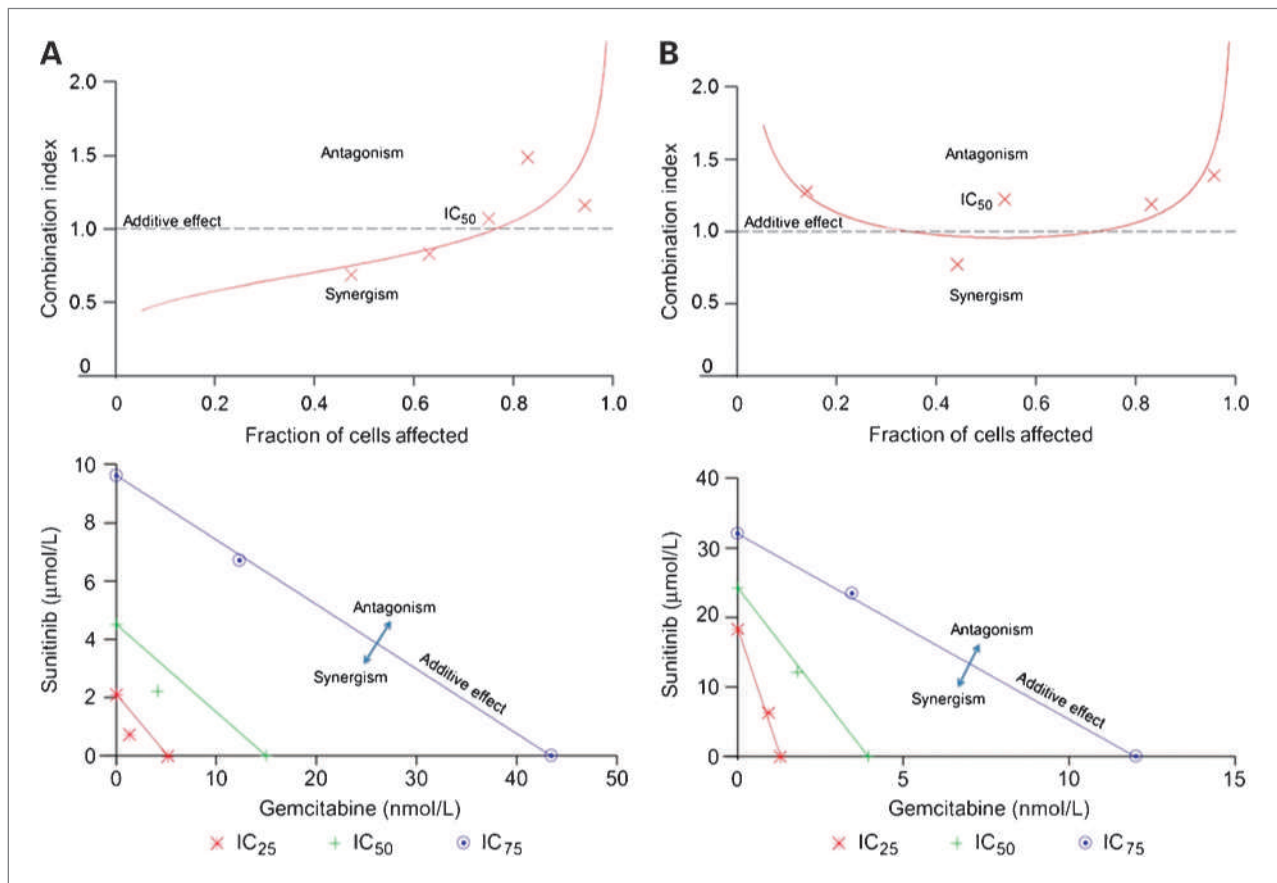 A
2.0
1.5
1.0
0.5
0
Combination index
Antagonism
IC50
Additive effect
Synergism
0 0.2 0.4 0.6 0.8 1.0
Fraction of cells affected
B
2.0
1.5
1.0
0.5
0
Combination index
Antagonism
IC50
Additive effect
Synergism
0 0.2 0.4 0.6 0.8 1.0
Fraction of cells affected
10
8
6
4
2
0
Sunitinib (μmol/L)
Antagonism
Synergism
Additive effect
0 10 20 30 40 50
Gemcitabine (nmol/L)
IC25 IC50 IC75
40
30
20
10
0
Sunitinib (μmol/L)
Antagonism
Synergism
Additive effect
0 5 10 15
Gemcitabine (nmol/L)
IC25 IC50 IC75